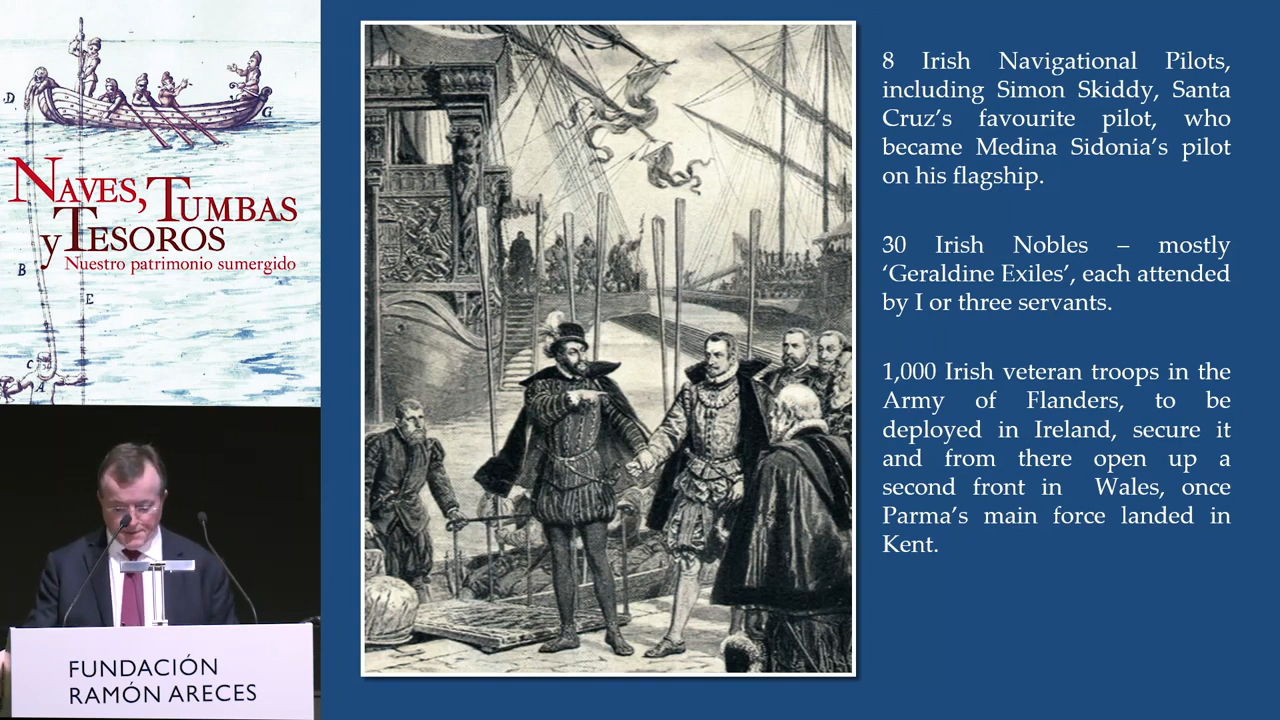 D
G
NAVES, TUMBAS
y TESOROS
Nuestro patrimonio sumergido
B
E
C
A
FUNDACIÓN
RAMÓN ARECES
8 Irish Navigational Pilots,
including Simon Skiddy, Santa
Cruz’s favourite pilot, who
became Medina Sidonia’s pilot
on his flagship.
30 Irish Nobles – mostly
‘Geraldine Exiles’, each attended
by I or three servants.
1,000 Irish veteran troops in the
Army of Flanders, to be
deployed in Ireland, secure it
and from there open up a
second front in Wales, once
Parma’s main force landed in
Kent.